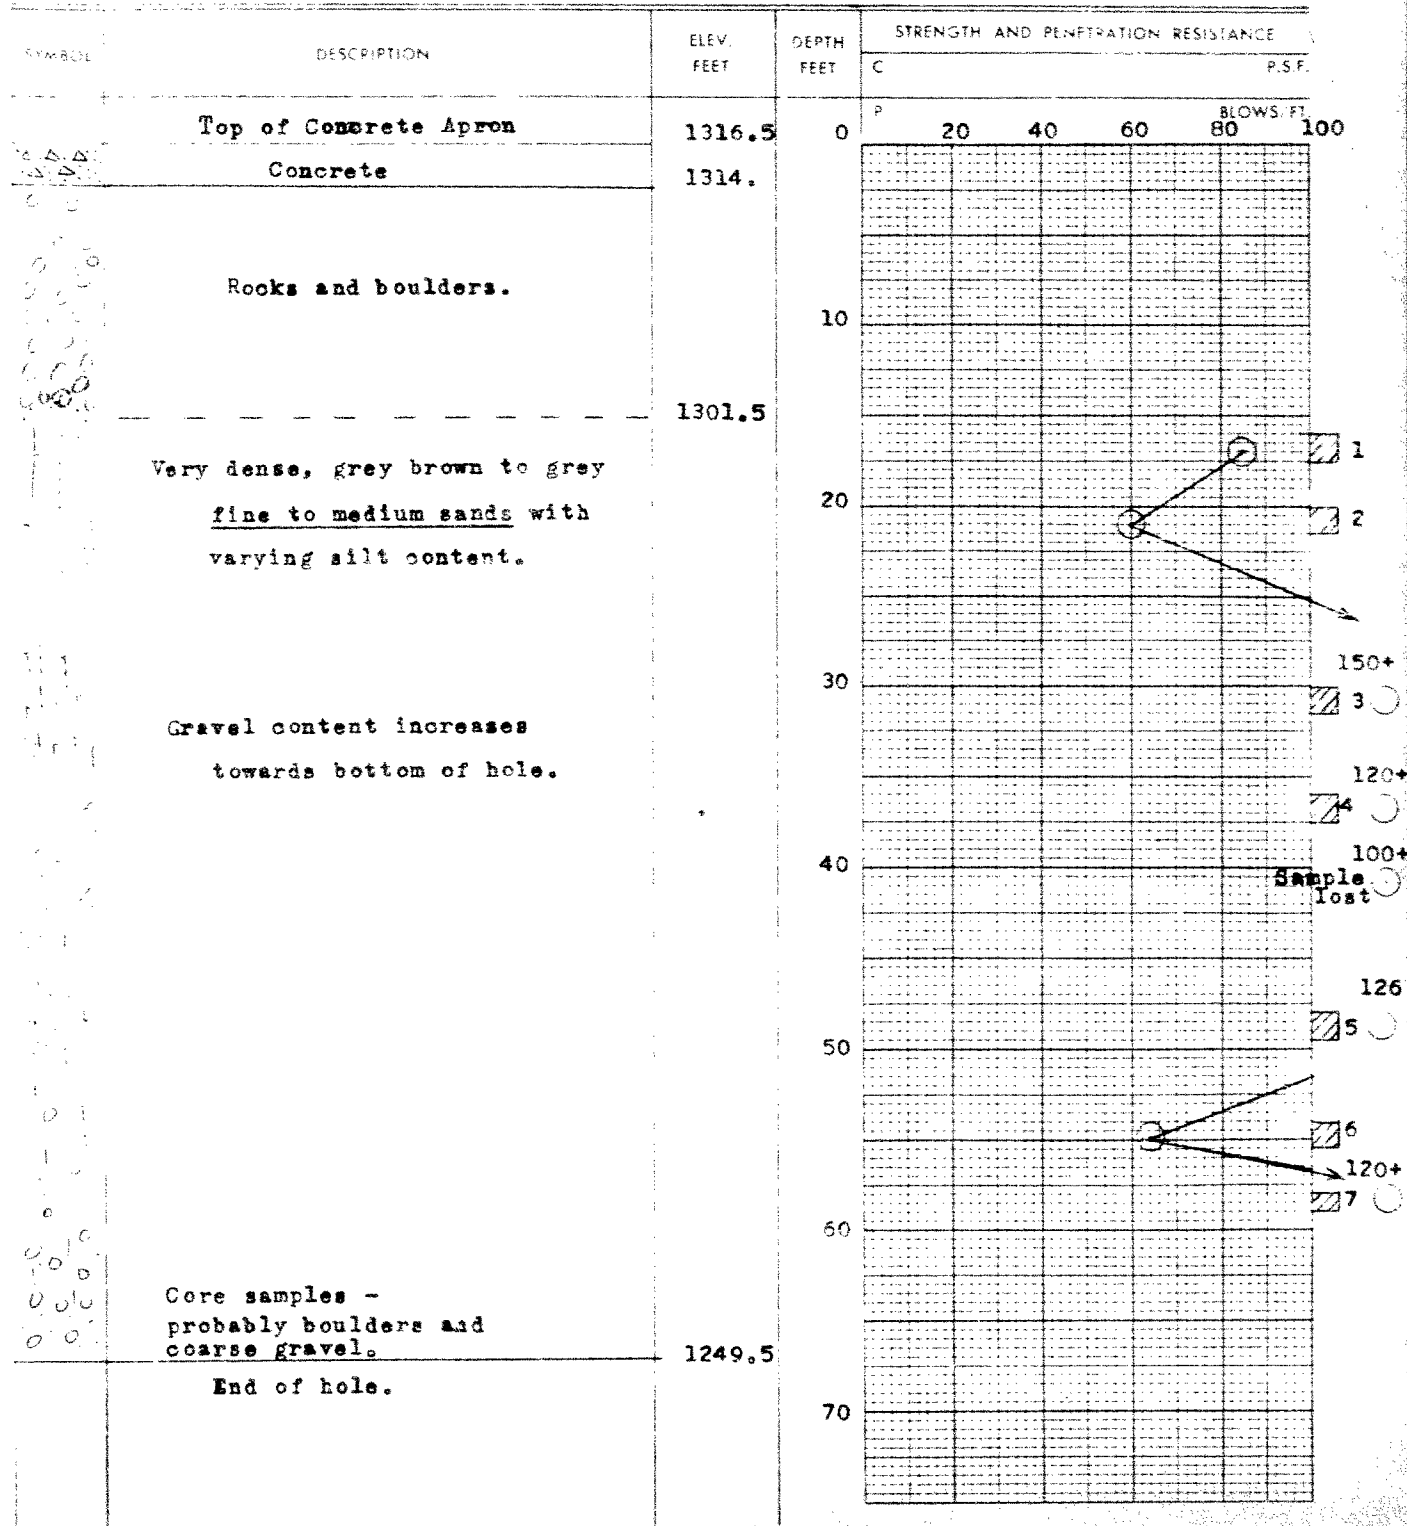 SYMBOL DESCRIPTION ELEV. FEET DEPTH FEET STRENGTH AND PENETRATION RESISTANCE
C P.S.F.
P BLOWS/FT.
Top of Concrete Apron 1316.5 0 20 40 60 80 100
Concrete 1314.
Rocks and boulders.
10
1301.5
1
Very dense, grey brown to grey
20
fine to medium sands with 2
varying silt content.
150+
30
3
Gravel content increases
towards bottom of hole.
120+
4
100+
40
Sample
lost
126
5
50
6
120+
7
60
Core samples -
probably boulders and
coarse gravel. 1249.5
End of hole.
70